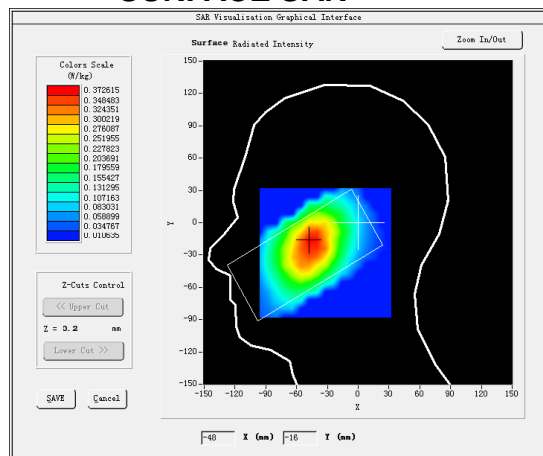 SAR Visualisation Graphical Interface
Surface Radiated Intensity
Zoom In/Out
Colors Scale
(W/kg)
0.372615
0.348483
0.324351
0.300219
0.276087
0.251955
0.227823
0.203691
0.179559
0.155427
0.131295
0.107163
0.083031
0.058899
0.034767
0.010635
150
120
90
60
30
0
-30
-60
-90
-120
-150
Y
-150 -120 -90 -60 -30 0 30 60 90 120 150
X
Z-Cuts Control
<< Upper Cut
Z = 0.2 mm
Lower Cut >>
SAVE Cancel
-48 X (mm) -16 Y (mm)